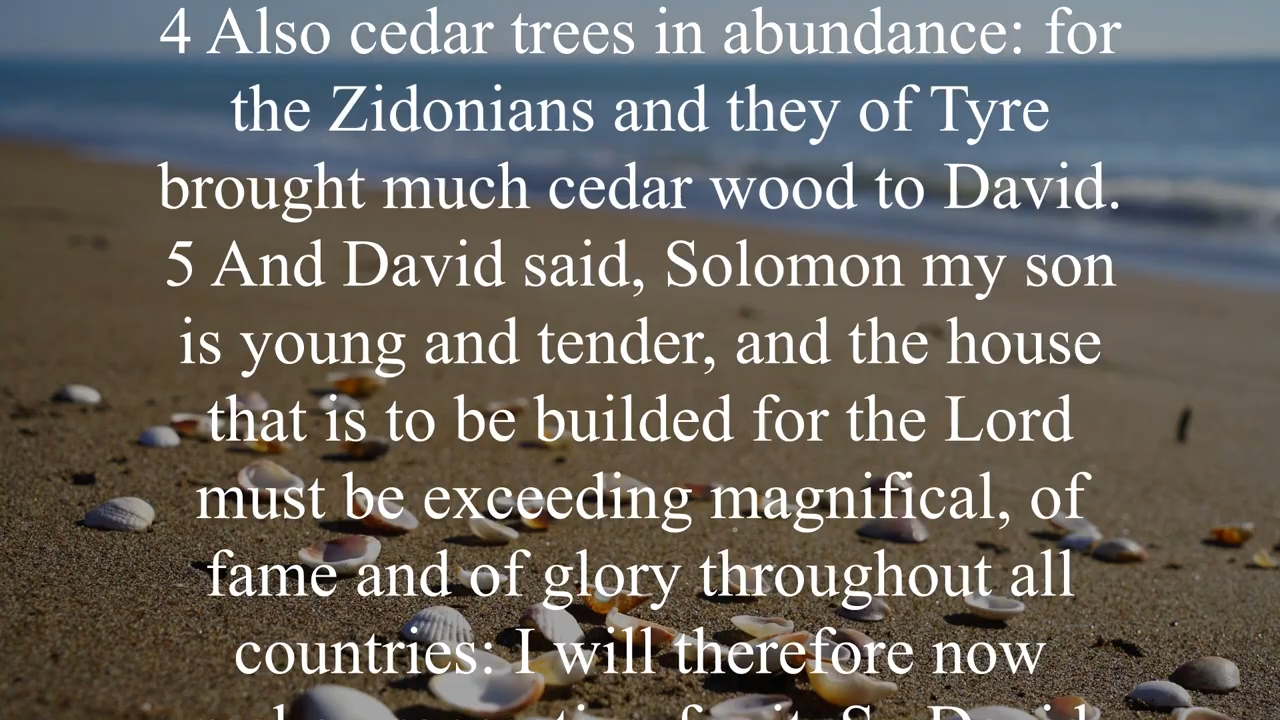 4 Also cedar trees in abundance: for
the Zidonians and they of Tyre
brought much cedar wood to David.
5 And David said, Solomon my son
is young and tender, and the house
that is to be builded for the Lord
must be exceeding magnifical, of
fame and of glory throughout all
countries: I will therefore now